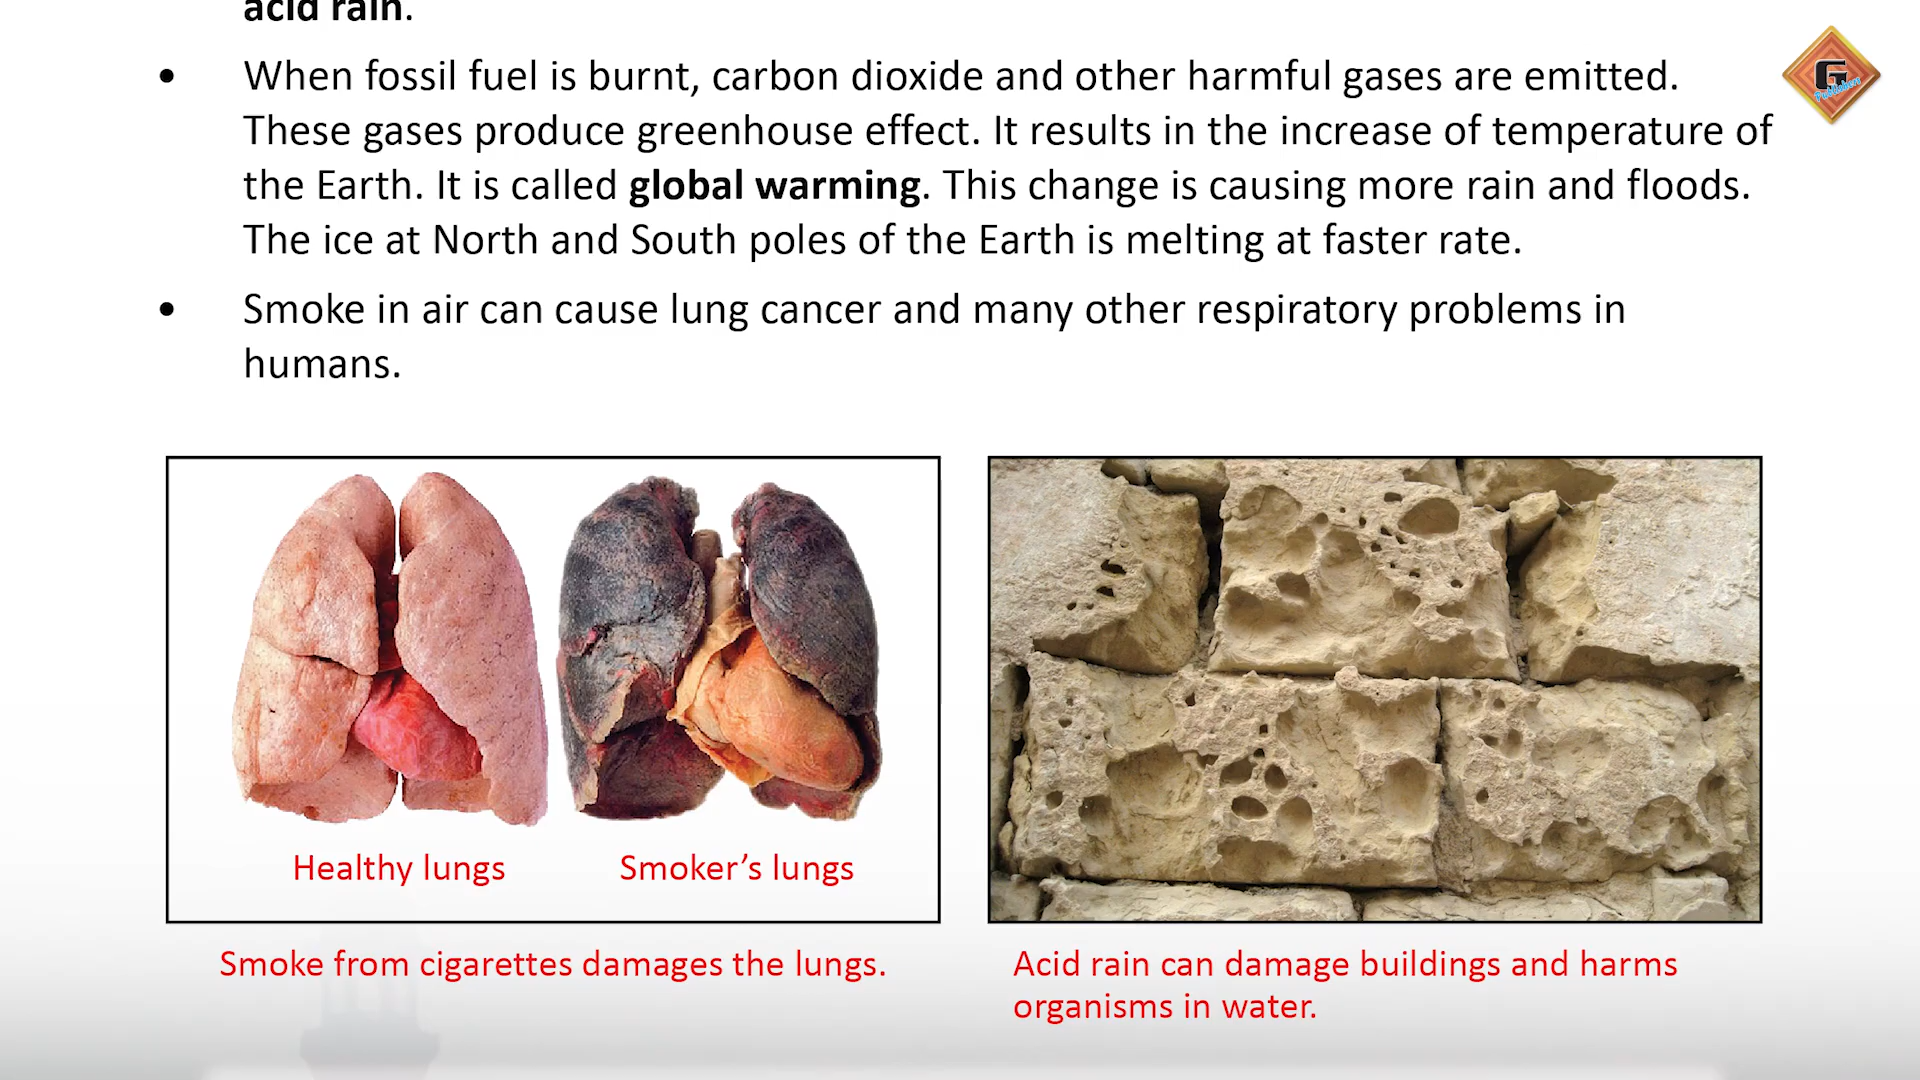 acid rain.
• When fossil fuel is burnt, carbon dioxide and other harmful gases are emitted.
These gases produce greenhouse effect. It results in the increase of temperature of
the Earth. It is called global warming. This change is causing more rain and floods.
The ice at North and South poles of the Earth is melting at faster rate.
• Smoke in air can cause lung cancer and many other respiratory problems in
humans.
Healthy lungs
Smoker’s lungs
Smoke from cigarettes damages the lungs.
Acid rain can damage buildings and harms
organisms in water.
G
Publishers